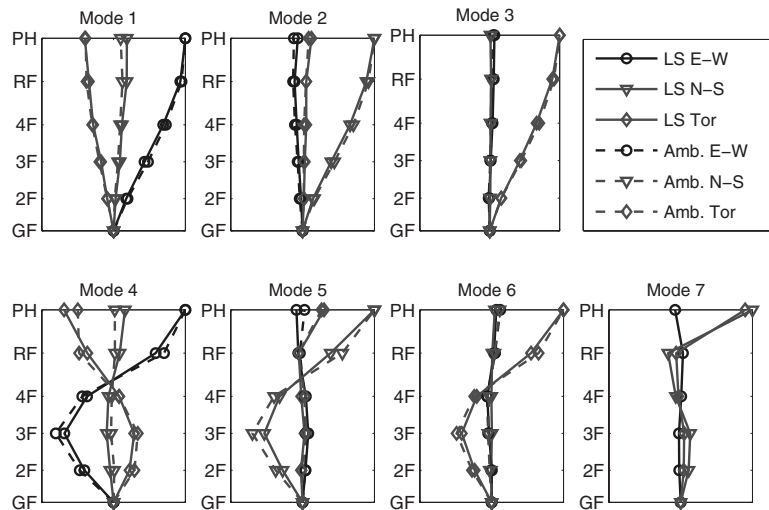 Mode 1
Mode 2
Mode 3
PH
RF
4F
3F
2F
GF
PH
RF
4F
3F
2F
GF
PH
RF
4F
3F
2F
GF
LS E−W
LS N−S
LS Tor
Amb. E−W
Amb. N−S
Amb. Tor
Mode 4
Mode 5
Mode 6
Mode 7
PH
RF
4F
3F
2F
GF
PH
RF
4F
3F
2F
GF
PH
RF
4F
3F
2F
GF
PH
RF
4F
3F
2F
GF